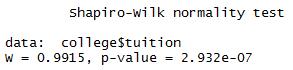 Shapiro-Wilk normality test
data:  college$tuition
W = 0.9915, p-value = 2.932e-07